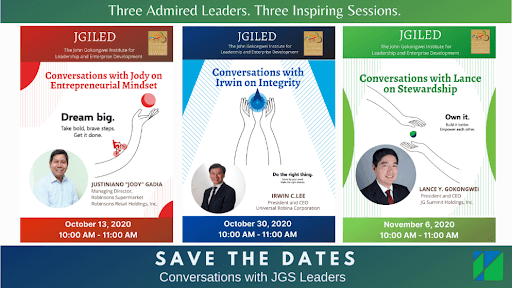 Three Admired Leaders. Three Inspiring Sessions.
JGILED
The John Gokongwei Institute for
Leadership and Enterprise Development
Conversations with Jody on
Entrepreneurial Mindset
Dream big.
Take bold, brave steps.
Get it done.
JUSTINIANO "JODY" GADIA
Managing Director,
Robinsons Supermarket
Robinsons Retail Holdings, Inc.
October 13, 2020
10:00 AM - 11:00 AM
JGILED
The John Gokongwei Institute for
Leadership and Enterprise Development
Conversations with
Irwin on Integrity
Do the right thing.
IRWIN C.LEE
President and CEO
Universal Robina Corporation
October 30, 2020
10:00 AM - 11:00 AM
JGILED
The John Gokongwei Institute for
Leadership and Enterprise Development
Conversations with Lance
on Stewardship
Own it.
Build it better.
Empower each other.
LANCE Y. GOKONGWEI
President and CEO
JG Summit Holdings, Inc.
November 6, 2020
10:00 AM - 11:00 AM
SAVE THE DATES
Conversations with JGS Leaders